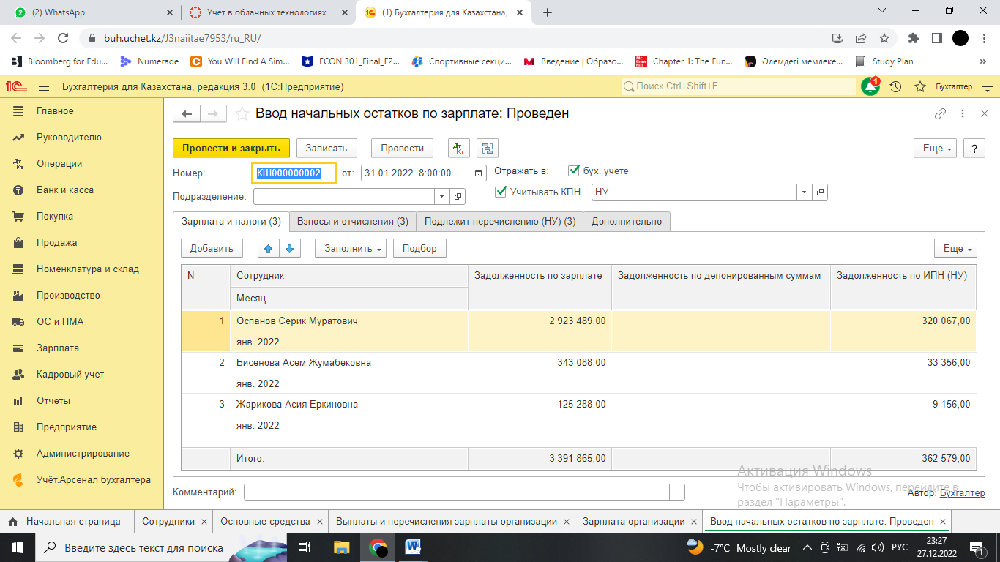 (2) WhatsApp
Учет в облачных технологиях
(1) Бухгалтерия для Казахстана,
buh.uchet.kz/J3naiitae7953/ru_RU/
Bloomberg for Edu... Numerade You Will Find A Sim... ECON 301_Final_F2... Спортивные секци... Введение | Образо... Chapter 1: The Fun... Әлемдегі мемлеке... Study Plan »
Бухгалтерия для Казахстана, редакция 3.0 (1С:Предприятие)
Поиск Ctrl+Shift+F
1
Бухгалтер
Главное
Руководителю
Операции
Банк и касса
Покупка
Продажа
Номенклатура и склад
Производство
ОС и НМА
Зарплата
Кадровый учет
Отчеты
Предприятие
Администрирование
Учёт.Арсенал бухгалтера
Ввод начальных остатков по зарплате: Проведен
Провести и закрыть Записать Провести Дт Кт Еще ?
Номер: КШ000000002 от: 31.01.2022 8:00:00 Отражать в: бух. учете
Подразделение: Учитывать КПН НУ
Зарплата и налоги (3) Взносы и отчисления (3) Подлежит перечислению (НУ) (3) Дополнительно
Добавить Заполнить Подбор Еще
N Сотрудник Задолженность по зарплате Задолженность по депонированным суммам Задолженность по ИПН (НУ)
Месяц
1 Оспанов Серик Муратович 2 923 489,00 320 067,00
янв. 2022
2 Бисенова Асем Жумабековна 343 088,00 33 356,00
янв. 2022
3 Жарикова Асия Еркиновна 125 288,00 9 156,00
янв. 2022
Итого: 3 391 865,00 362 579,00
Активация Windows
Чтобы активировать Windows, перейдите в
раздел "Параметры".
Комментарий: ... Автор: Бухгалтер
Начальная страница Сотрудники Основные средства Выплаты и перечисления зарплаты организации Зарплата организации Ввод начальных остатков по зарплате: Проведен
Введите здесь текст для поиска
-7°C Mostly clear РУС
23:27
27.12.2022
1